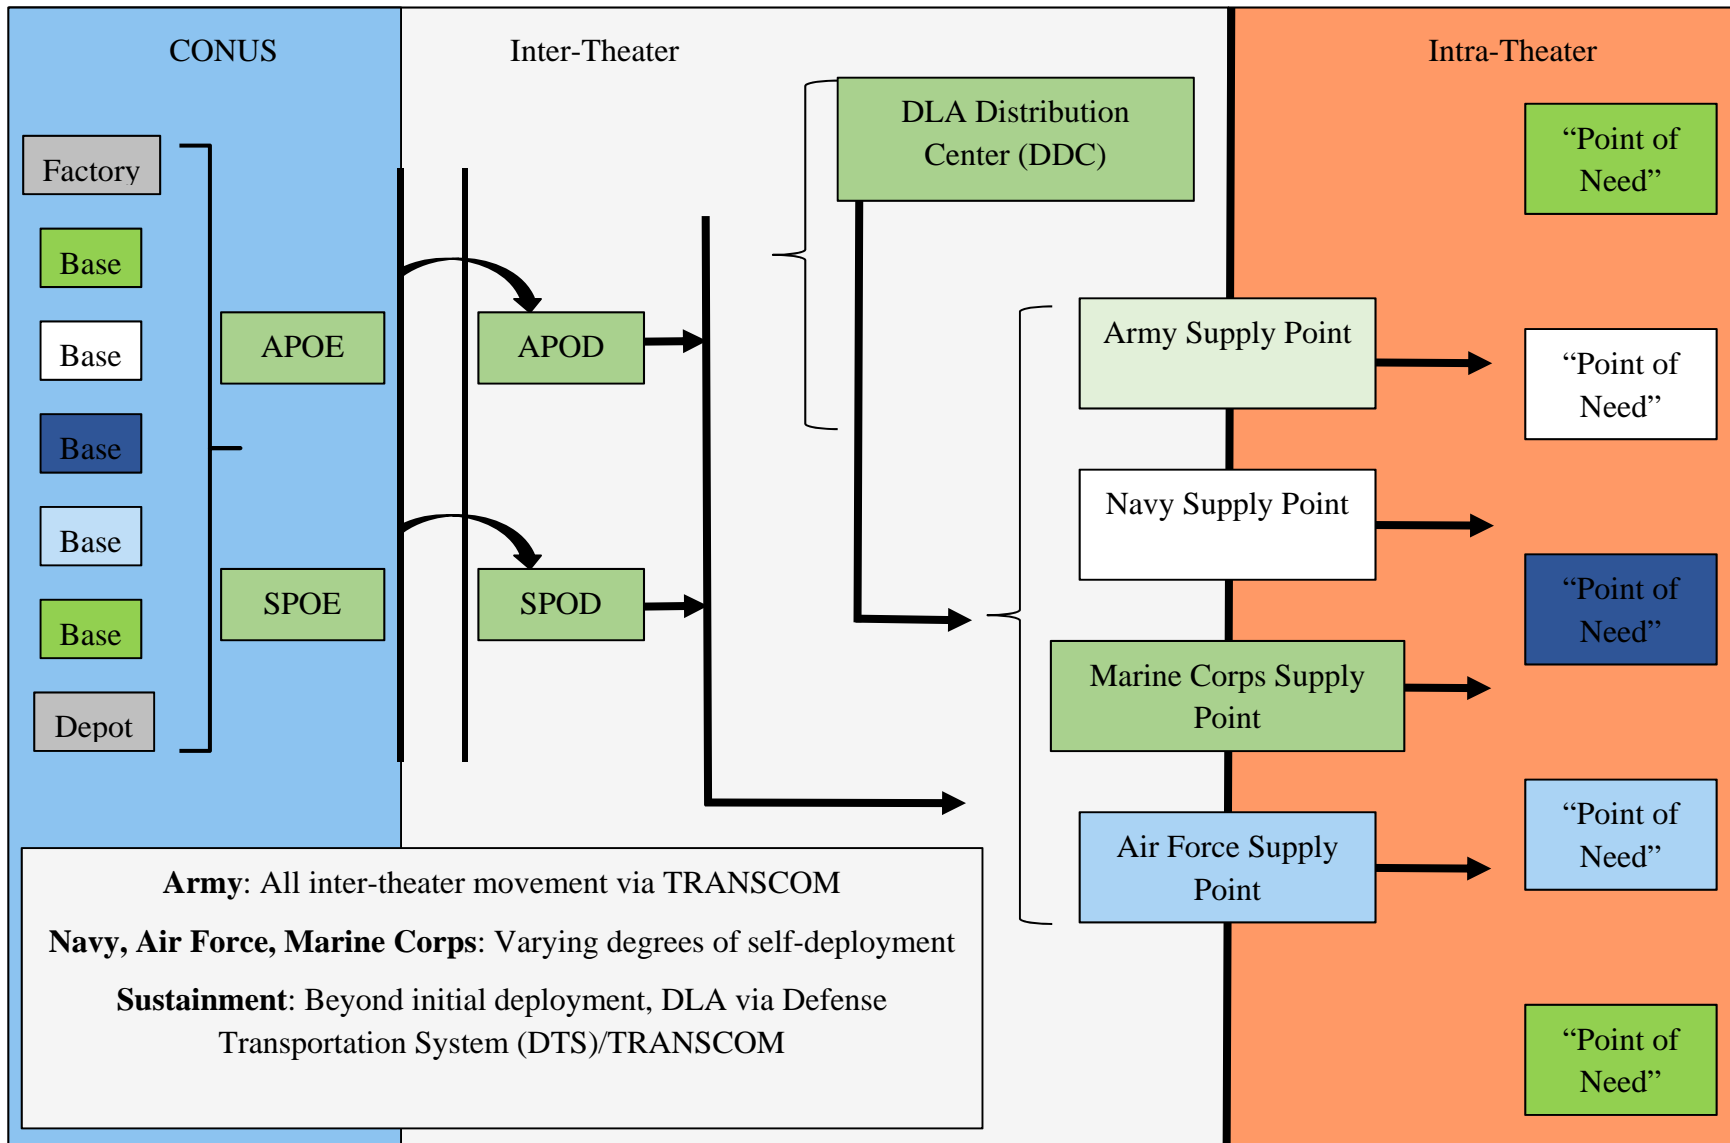 CONUS
Inter-Theater
Intra-Theater
Factory
Base
Base
Base
Base
Base
Depot
APOE
SPOE
APOD
SPOD
DLA Distribution
Center (DDC)
Army Supply Point
Navy Supply Point
Marine Corps Supply
Point
Air Force Supply
Point
“Point of
Need”
“Point of
Need”
“Point of
Need”
“Point of
Need”
“Point of
Need”
Army: All inter-theater movement via TRANSCOM
Navy, Air Force, Marine Corps: Varying degrees of self-deployment
Sustainment: Beyond initial deployment, DLA via Defense
Transportation System (DTS)/TRANSCOM